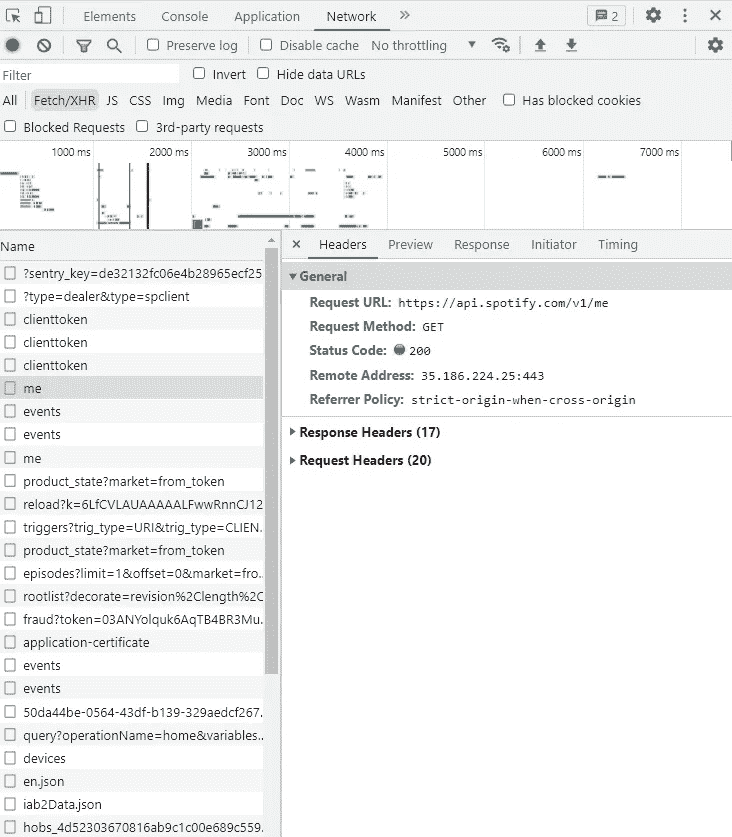 Elements Console Application Network 2
Preserve log Disable cache No throttling
Filter Invert Hide data URLs
All Fetch/XHR JS CSS Img Media Font Doc WS Wasm Manifest Other Has blocked cookies
Blocked Requests 3rd-party requests
1000 ms 2000 ms 3000 ms 4000 ms 5000 ms 6000 ms 7000 ms
Name
?sentry_key=de32132fc06e4b28965ecf25
?type=dealer&type=spclient
clienttoken
clienttoken
clienttoken
me
events
events
me
product_state?market=from_token
reload?k=6LfCVLAUAAAAALFwwRnnCJ12
triggers?trig_type=URI&trig_type=CLIEN.
product_state?market=from_token
episodes?limit=1&offset=0&market=fro..
rootlist?decorate=revision%2Clength%2C
fraud?token=03ANYolquk6AqTB4BR3Mu.
application-certificate
events
events
50da44be-0564-43df-b139-329aedcf267.
query?operationName=home&variables..
devices
en.json
iab2Data.json
hobs_4d52303670816ab9c1c00e689c559.
Headers Preview Response Initiator Timing
General
Request URL: https://api.spotify.com/v1/me
Request Method: GET
Status Code: 200
Remote Address: 35.186.224.25:443
Referrer Policy: strict-origin-when-cross-origin
Response Headers (17)
Request Headers (20)